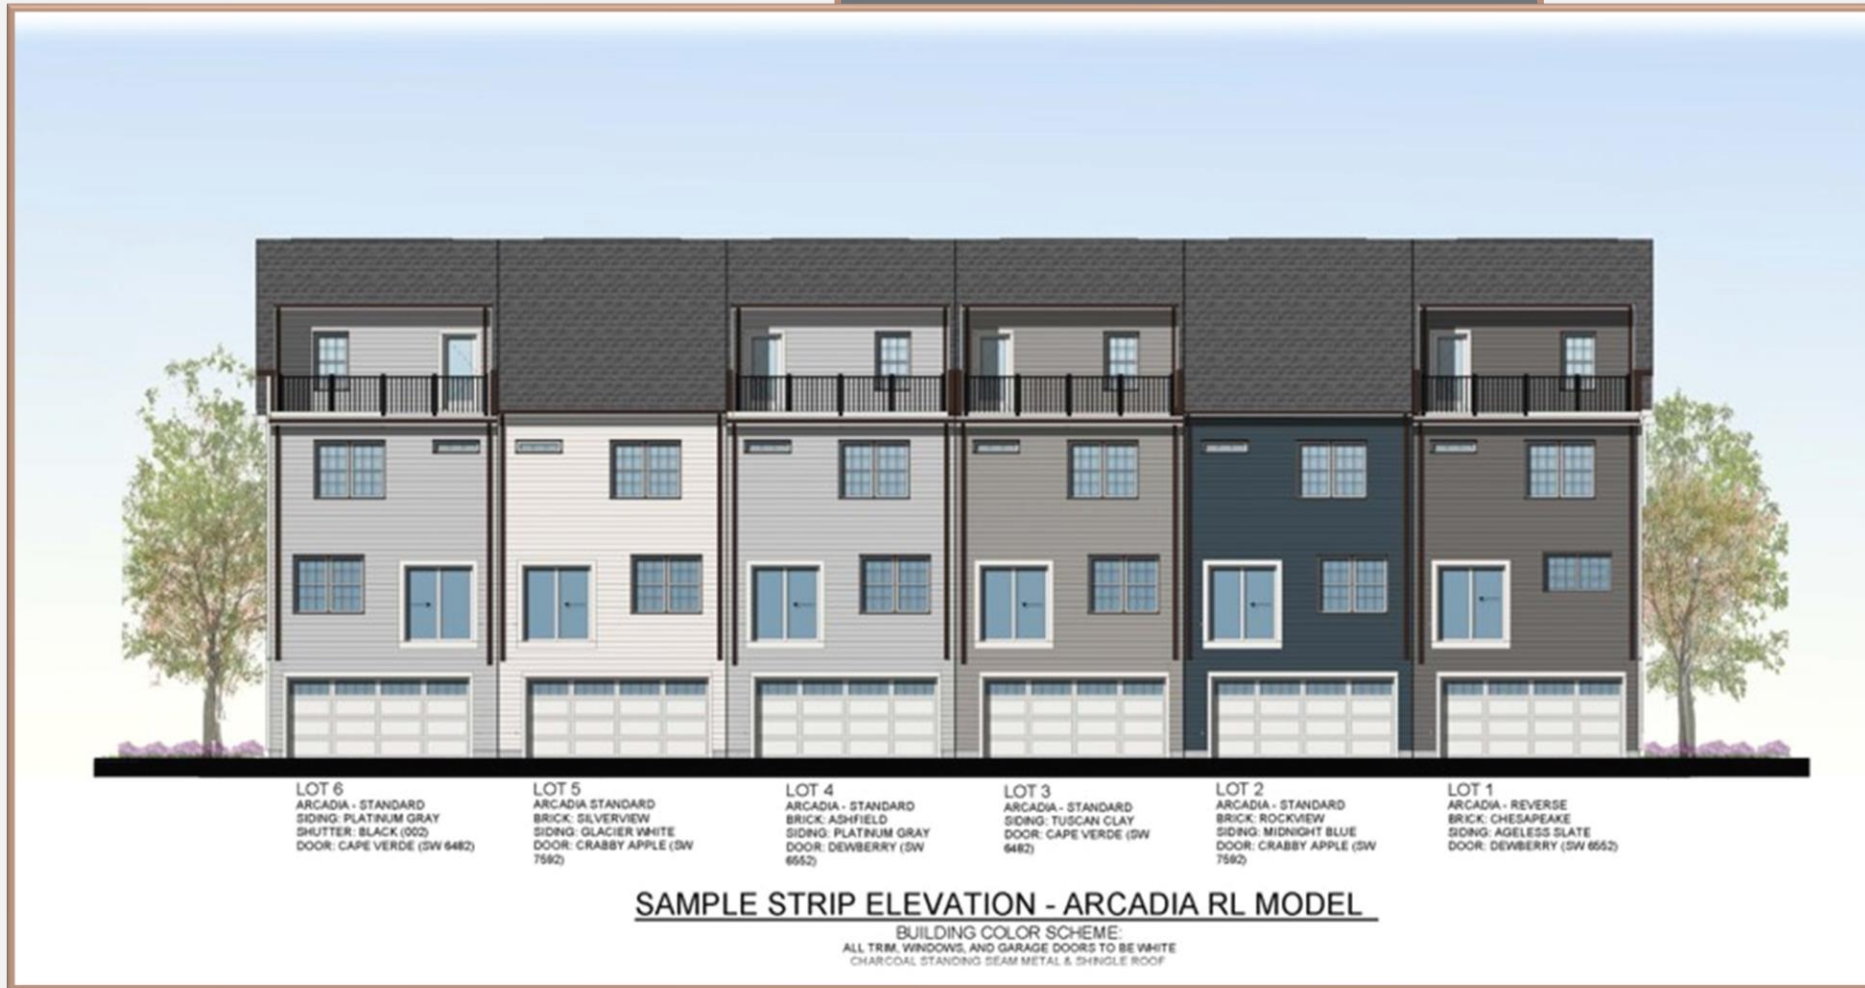 LOT 6
ARCADIA - STANDARD
SIDING: PLATINUM GRAY
SHUTTER: BLACK (002)
DOOR: CAPE VERDE (SW 6482)
LOT 5
ARCADIA STANDARD
BRICK: SILVERVIEW
SIDING: GLACIER WHITE
DOOR: CRABBY APPLE (SW
7592)
LOT 4
ARCADIA - STANDARD
BRICK: ASHFIELD
SIDING: PLATINUM GRAY
DOOR: DEWBERRY (SW
6552)
LOT 3
ARCADIA - STANDARD
SIDING: TUSCAN CLAY
DOOR: CAPE VERDE (SW
6482)
LOT 2
ARCADIA - STANDARD
BRICK: ROCKVIEW
SIDING: MIDNIGHT BLUE
DOOR: CRABBY APPLE (SW
7592)
LOT 1
ARCADIA - REVERSE
BRICK: CHESAPEAKE
SIDING: AGELESS SLATE
DOOR: DEWBERRY (SW 6552)
SAMPLE STRIP ELEVATION - ARCADIA RL MODEL
BUILDING COLOR SCHEME:
ALL TRIM, WINDOWS, AND GARAGE DOORS TO BE WHITE
CHARCOAL STANDING SEAM METAL & SHINGLE ROOF